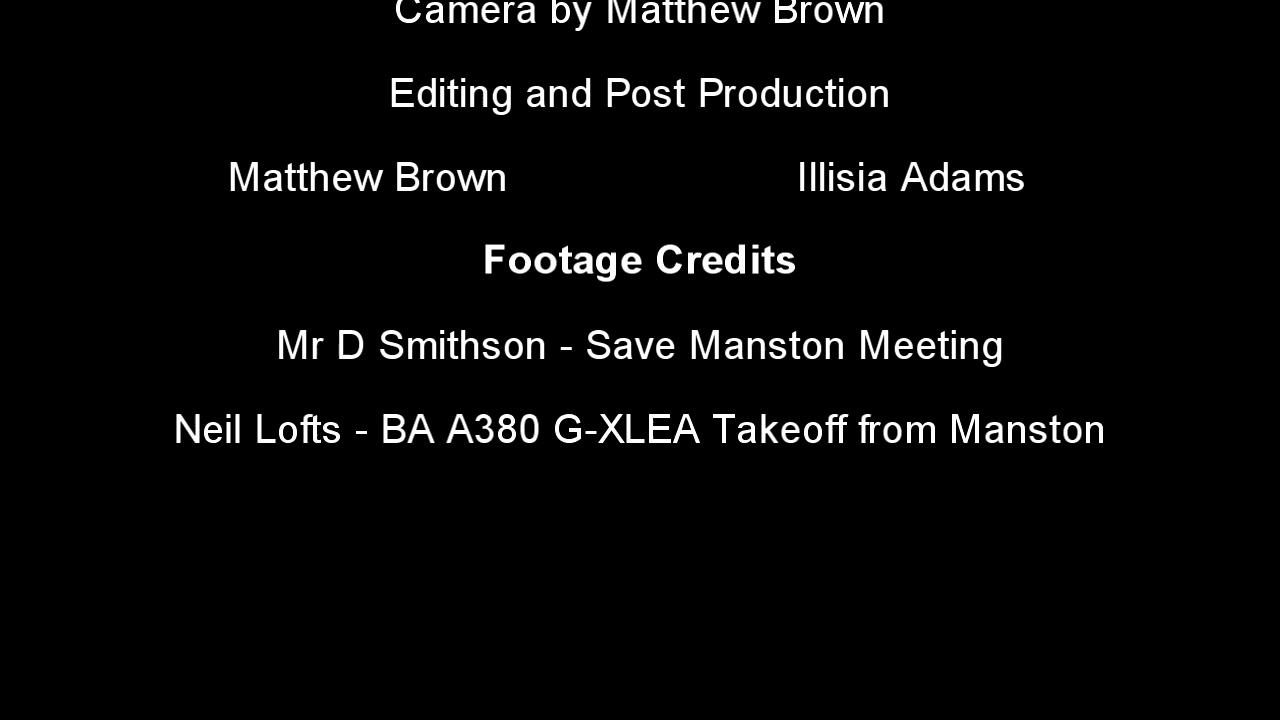 Camera by Matthew Brown
Editing and Post Production
Matthew Brown Illisia Adams
Footage Credits
Mr D Smithson - Save Manston Meeting
Neil Lofts - BA A380 G-XLEA Takeoff from Manston